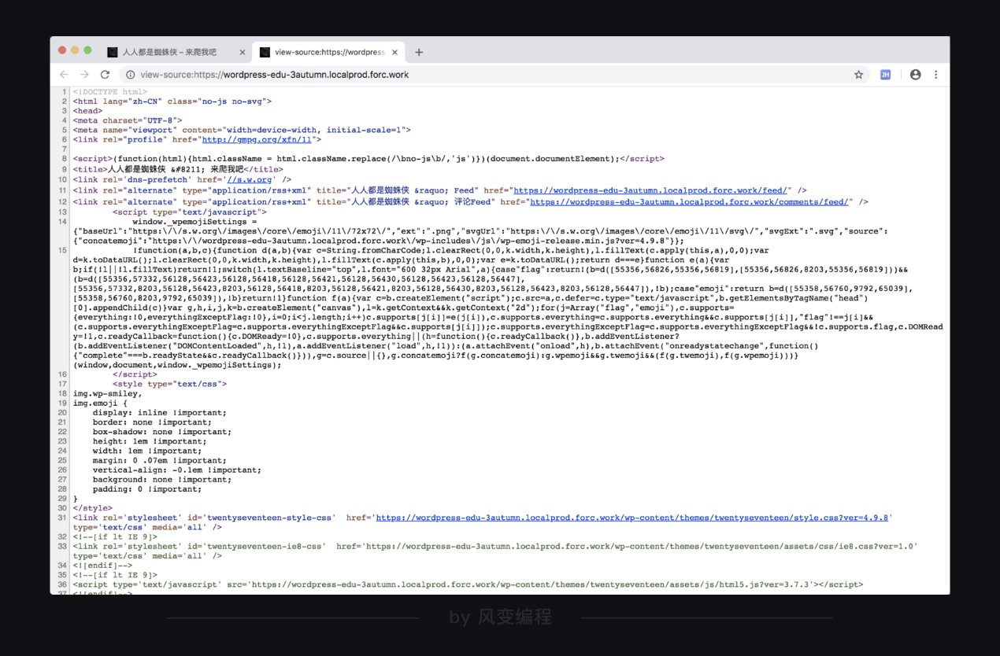 人人都是蜘蛛侠 – 来爬我吧
view-source:https://wordpress
view-source:https://wordpress-edu-3autumn.localprod.forc.work
JH
1 <!DOCTYPE html>
2 <html lang="zh-CN" class="no-js no-svg">
3 <head>
4 <meta charset="UTF-8">
5 <meta name="viewport" content="width=device-width, initial-scale=1">
6 <link rel="profile" href="http://gmpg.org/xfn/11">
7
8 <script>(function(html){html.className = html.className.replace(/\bno-js\b/,'js')})(document.documentElement);</script>
9 <title>人人都是蜘蛛侠 &#8211; 来爬我吧</title>
10 <link rel='dns-prefetch' href='//s.w.org' />
11 <link rel="alternate" type="application/rss+xml" title="人人都是蜘蛛侠 &raquo; Feed" href="https://wordpress-edu-3autumn.localprod.forc.work/feed/" />
12 <link rel="alternate" type="application/rss+xml" title="人人都是蜘蛛侠 &raquo; 评论Feed" href="https://wordpress-edu-3autumn.localprod.forc.work/comments/feed/" />
13 <script type="text/javascript">
14 window._wpemojiSettings =
{"baseUrl":"https:\/\/s.w.org\/images\/core\/emoji\/11\/72x72\/","ext":".png","svgUrl":"https:\/\/s.w.org\/images\/core\/emoji\/11\/svg\/","svgExt":".svg","source":
{"concatemoji":"https:\/\/wordpress-edu-3autumn.localprod.forc.work\/wp-includes\/js\/wp-emoji-release.min.js?ver=4.9.8"}};
15 !function(a,b,c){function d(a,b){var c=String.fromCharCode;l.clearRect(0,0,k.width,k.height),l.fillText(c.apply(this,a),0,0);var
d=k.toDataURL();l.clearRect(0,0,k.width,k.height),l.fillText(c.apply(this,b),0,0);var e=k.toDataURL();return d===e}function e(a){var
b;if(!l||!l.fillText)return!1;switch(l.textBaseline="top",l.font="600 32px Arial",a){case"flag":return!(b=d([55356,56826,55356,56819],[55356,56826,8203,55356,56819]))&&
(b=d([55356,57332,56128,56423,56128,56418,56128,56421,56128,56430,56128,56423,56128,56447],
[55356,57332,8203,56128,56423,8203,56128,56418,8203,56128,56421,8203,56128,56430,8203,56128,56423,8203,56128,56447]),!b);case"emoji":return b=d([55358,56760,9792,65039],
[55358,56760,8203,9792,65039]),!b}return!1}function f(a){var c=b.createElement("script");c.src=a,c.defer=c.type="text/javascript",b.getElementsByTagName("head")
[0].appendChild(c)}var g,h,i,j,k=b.createElement("canvas"),l=k.getContext&&k.getContext("2d");for(j=Array("flag","emoji"),c.supports=
{everything:!0,everythingExceptFlag:!0},i=0;i<j.length;i++)c.supports[j[i]]=e(j[i]),c.supports.everything=c.supports.everything&&c.supports[j[i]],"flag"!==j[i]&&
(c.supports.everythingExceptFlag=c.supports.everythingExceptFlag&&c.supports[j[i]]);c.supports.everythingExceptFlag=c.supports.everythingExceptFlag&&!c.supports.flag,c.DOMRead
y=!1,c.readyCallback=function(){c.DOMReady=!0},c.supports.everything||(h=function(){c.readyCallback()},b.addEventListener?
(b.addEventListener("DOMContentLoaded",h,!1),a.addEventListener("load",h,!1)):(a.attachEvent("onload",h),b.attachEvent("onreadystatechange",function()
{"complete"===b.readyState&&c.readyCallback()})),g=c.source||{},g.concatemoji?f(g.concatemoji):g.wpemoji&&g.twemoji&&(f(g.twemoji),f(g.wpemoji)))}
(window,document,window._wpemojiSettings);
16 </script>
17 <style type="text/css">
18 img.wp-smiley,
19 img.emoji {
20 display: inline !important;
21 border: none !important;
22 box-shadow: none !important;
23 height: 1em !important;
24 width: 1em !important;
25 margin: 0 .07em !important;
26 vertical-align: -0.1em !important;
27 background: none !important;
28 padding: 0 !important;
29 }
30 </style>
31 <link rel='stylesheet' id='twentyseventeen-style-css' href='https://wordpress-edu-3autumn.localprod.forc.work/wp-content/themes/twentyseventeen/style.css?ver=4.9.8'
type='text/css' media='all' />
32 <!--[if lt IE 9]>
33 <link rel='stylesheet' id='twentyseventeen-ie8-css' href='https://wordpress-edu-3autumn.localprod.forc.work/wp-content/themes/twentyseventeen/assets/css/ie8.css?ver=1.0'
type='text/css' media='all' />
34 <![endif]-->
35 <!--[if lt IE 9]>
36 <script type='text/javascript' src='https://wordpress-edu-3autumn.localprod.forc.work/wp-content/themes/twentyseventeen/assets/js/html5.js?ver=3.7.3'></script>
37 <![endif]-->
by 风变编程